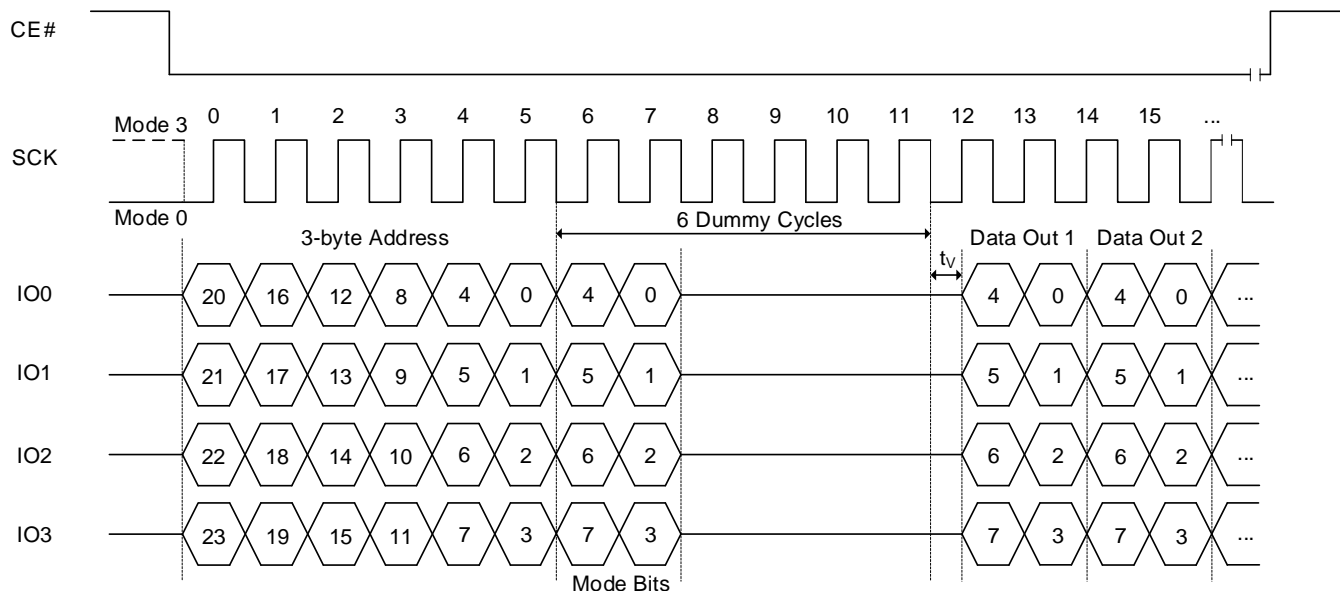 CE#
Mode 3 0 1 2 3 4 5 6 7 8 9 10 11 12 13 14 15 ...
SCK
Mode 0
6 Dummy Cycles
3-byte Address Data Out 1 Data Out 2
tV
IO0 20 16 12 8 4 0 4 0 4 0 4 0 ...
IO1 21 17 13 9 5 1 5 1 5 1 5 1 ...
IO2 22 18 14 10 6 2 6 2 6 2 6 2 ...
IO3 23 19 15 11 7 3 7 3 7 3 7 3 ...
Mode Bits